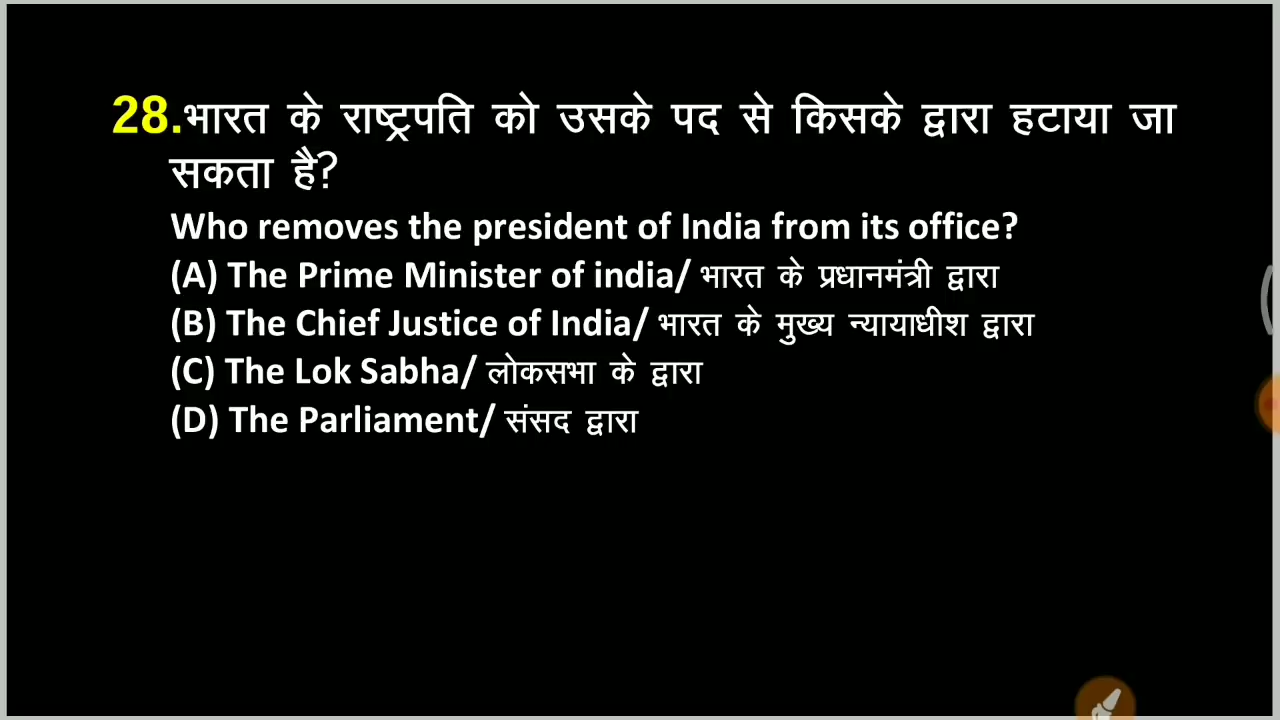 28.भारत के राष्ट्रपति को उसके पद से किसके द्वारा हटाया जा
सकता है?
Who removes the president of India from its office?
(A) The Prime Minister of india/ भारत के प्रधानमंत्री द्वारा
(B) The Chief Justice of India/ भारत के मुख्य न्यायाधीश द्वारा
(C) The Lok Sabha/ लोकसभा के द्वारा
(D) The Parliament/ संसद द्वारा